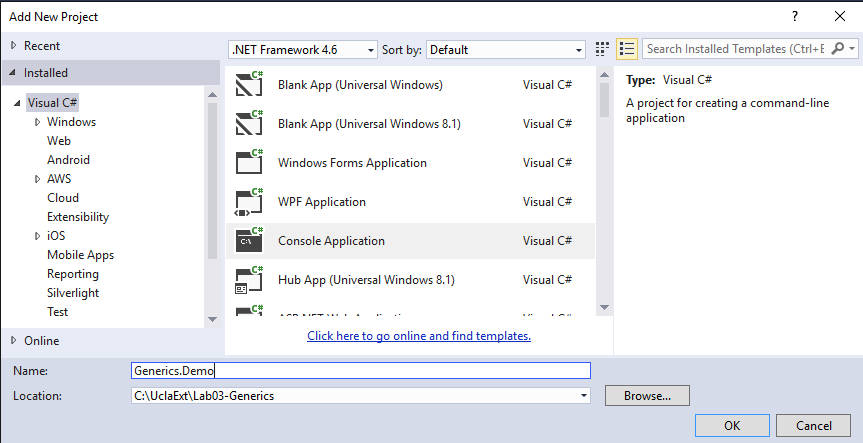 Add New Project
?
Recent
.NET Framework 4.6
Sort by:
Default
Search Installed Templates (Ctrl+E
Installed
Visual C#
Windows
Web
Android
AWS
Cloud
Extensibility
iOS
Mobile Apps
Reporting
Silverlight
Test
Online
Blank App (Universal Windows) Visual C#
Blank App (Universal Windows 8.1) Visual C#
Windows Forms Application Visual C#
WPF Application Visual C#
Console Application Visual C#
Hub App (Universal Windows 8.1) Visual C#
Click here to go online and find templates.
Type: Visual C#
A project for creating a command-line
application
Name: Generics.Demo
Location: C:\UclaExt\Lab03-Generics
Browse...
OK
Cancel